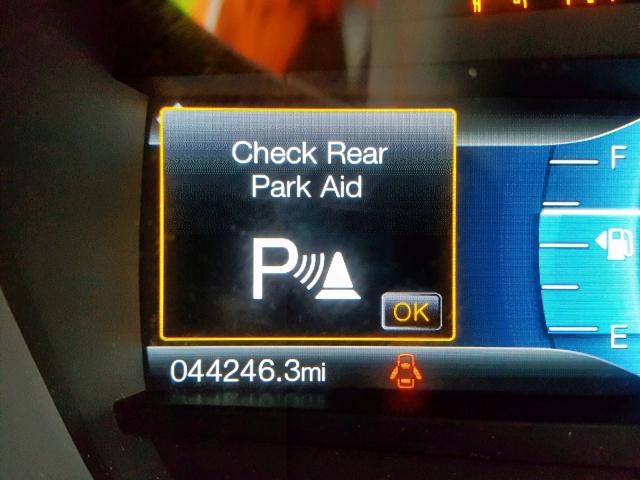 Check Rear
Park Aid
P
OK
F
E
044246.3mi